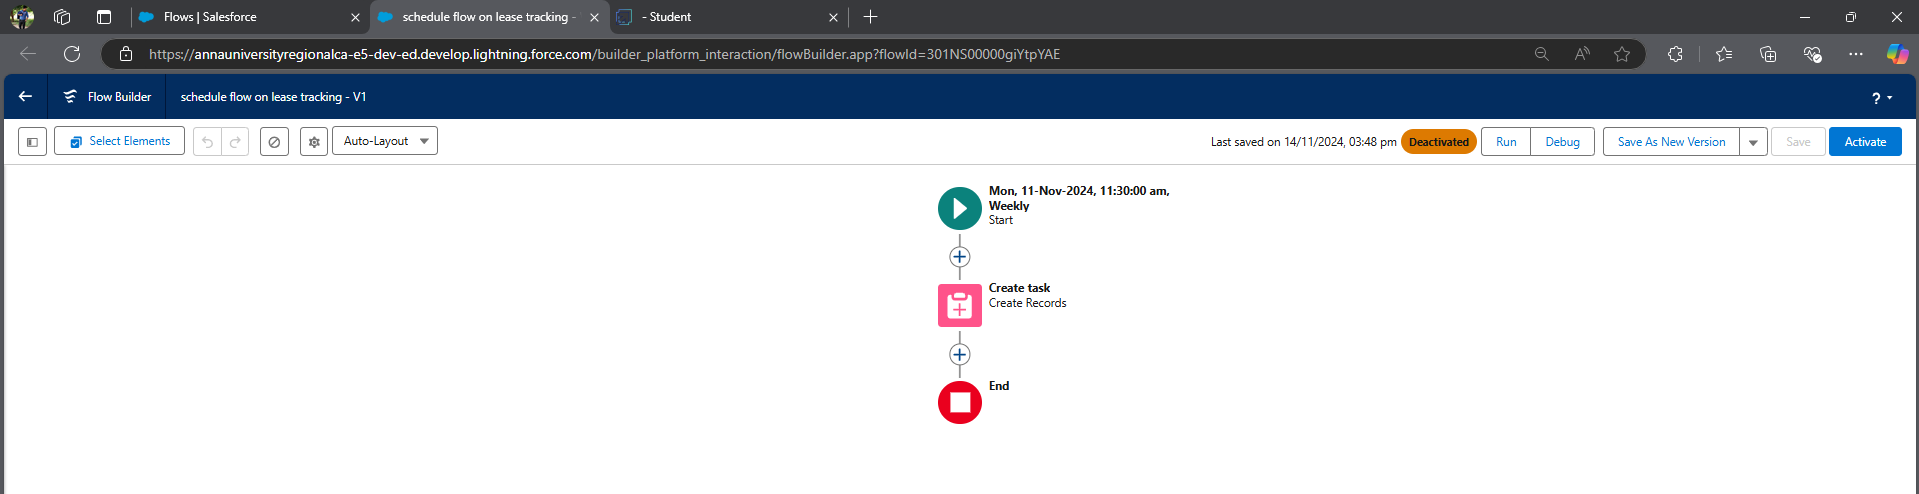 Flows | Salesforce
schedule flow on lease tracking -
- Student
https://annauniversityregionalca-e5-dev-ed.develop.lightning.force.com/builder_platform_interaction/flowBuilder.app?flowId=301NS00000giYtpYAE
Flow Builder
schedule flow on lease tracking - V1
?
Select Elements
Auto-Layout
Last saved on 14/11/2024, 03:48 pm
Deactivated
Run
Debug
Save As New Version
Save
Activate
Mon, 11-Nov-2024, 11:30:00 am,
Weekly
Start
Create task
Create Records
End